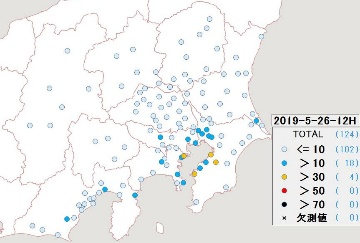 2019-5-26-12H
TOTAL (124)
<= 10 (102)
> 10 ( 18)
> 30 ( 4)
> 50 ( 0)
> 70 ( 0)
× 欠測値 ( 0)